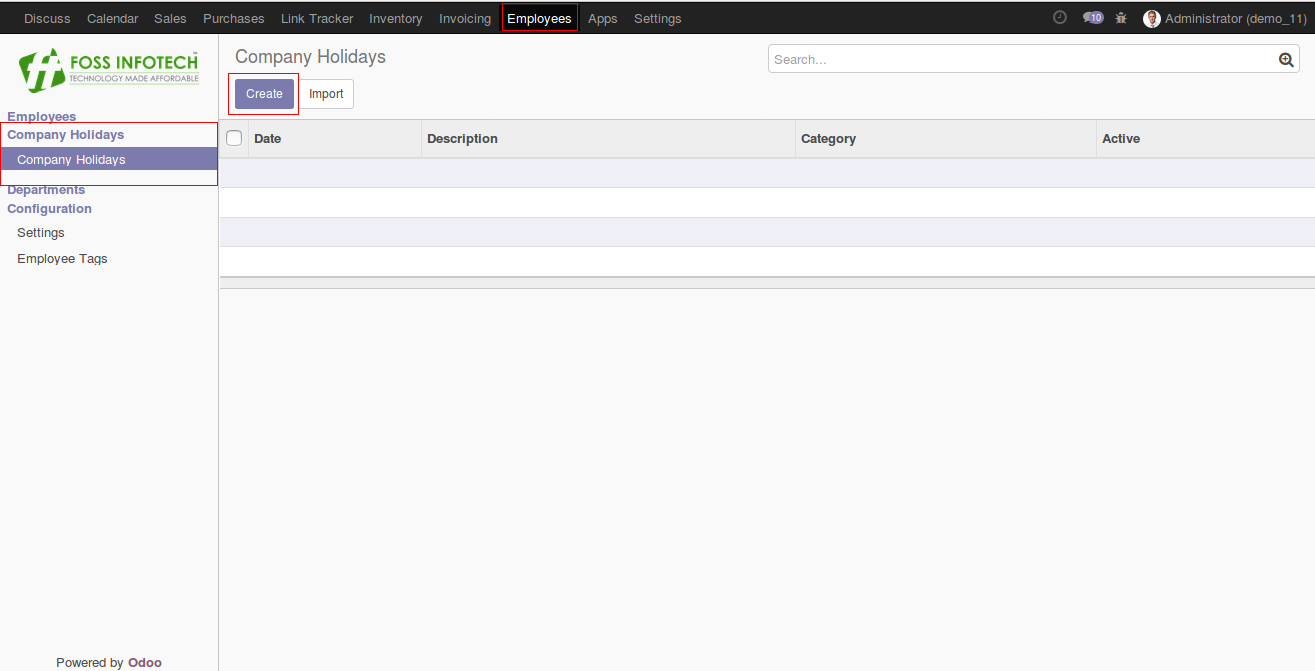 Discuss Calendar Sales Purchases Link Tracker Inventory Invoicing Employees Apps Settings 10 Administrator (demo_11)
FOSS INFOTECH™
TECHNOLOGY MADE AFFORDABLE
Company Holidays
Search...
Create Import
Employees
Company Holidays
Company Holidays
Departments
Configuration
Settings
Employee Tags
Date Description Category Active
Powered by Odoo